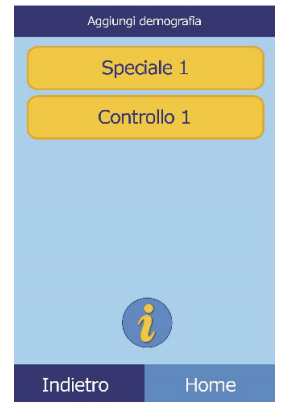 Aggiungi demografia
Speciale 1
Controllo 1
i
Indietro Home